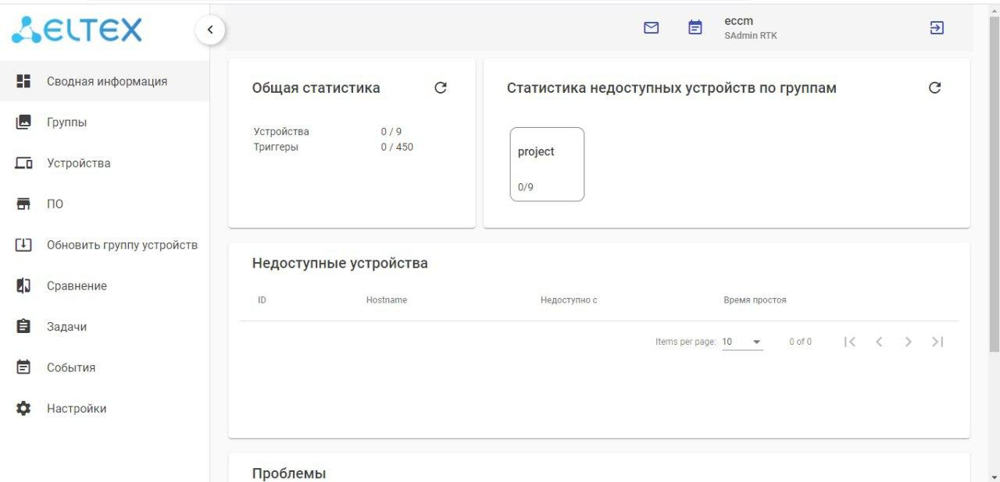 ELTEX
eccm
SAdmin RTK
Сводная информация
Группы
Устройства
ПО
Обновить группу устройств
Сравнение
Задачи
События
Настройки
Общая статистика
Устройства 0 / 9
Триггеры 0 / 450
Статистика недоступных устройств по группам
project
0/9
Недоступные устройства
ID Hostname Недоступно с Время простоя
Items per page: 10 0 of 0
Проблемы